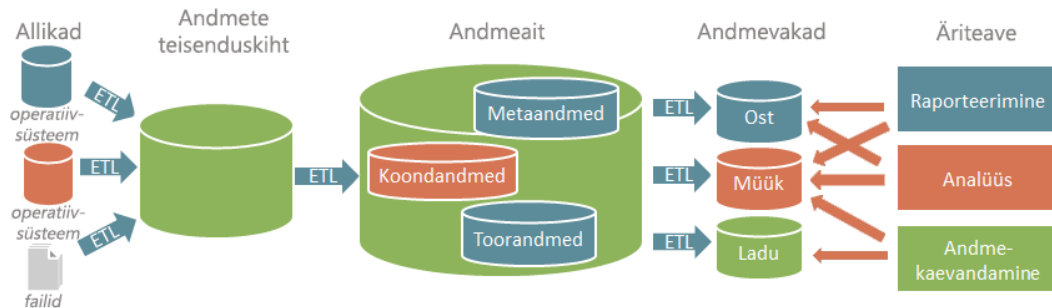 Allikad
operatiiv-
süsteem
operatiiv-
süsteem
failid
ETL
ETL
ETL
Andmete
teisenduskiht
ETL
Andmeait
Metaandmed
Koondandmed
Toorandmed
ETL
ETL
ETL
Andmevakad
Ost
Müük
Ladu
Äriteave
Raporteerimine
Analüüs
Andme-
kaevandamine